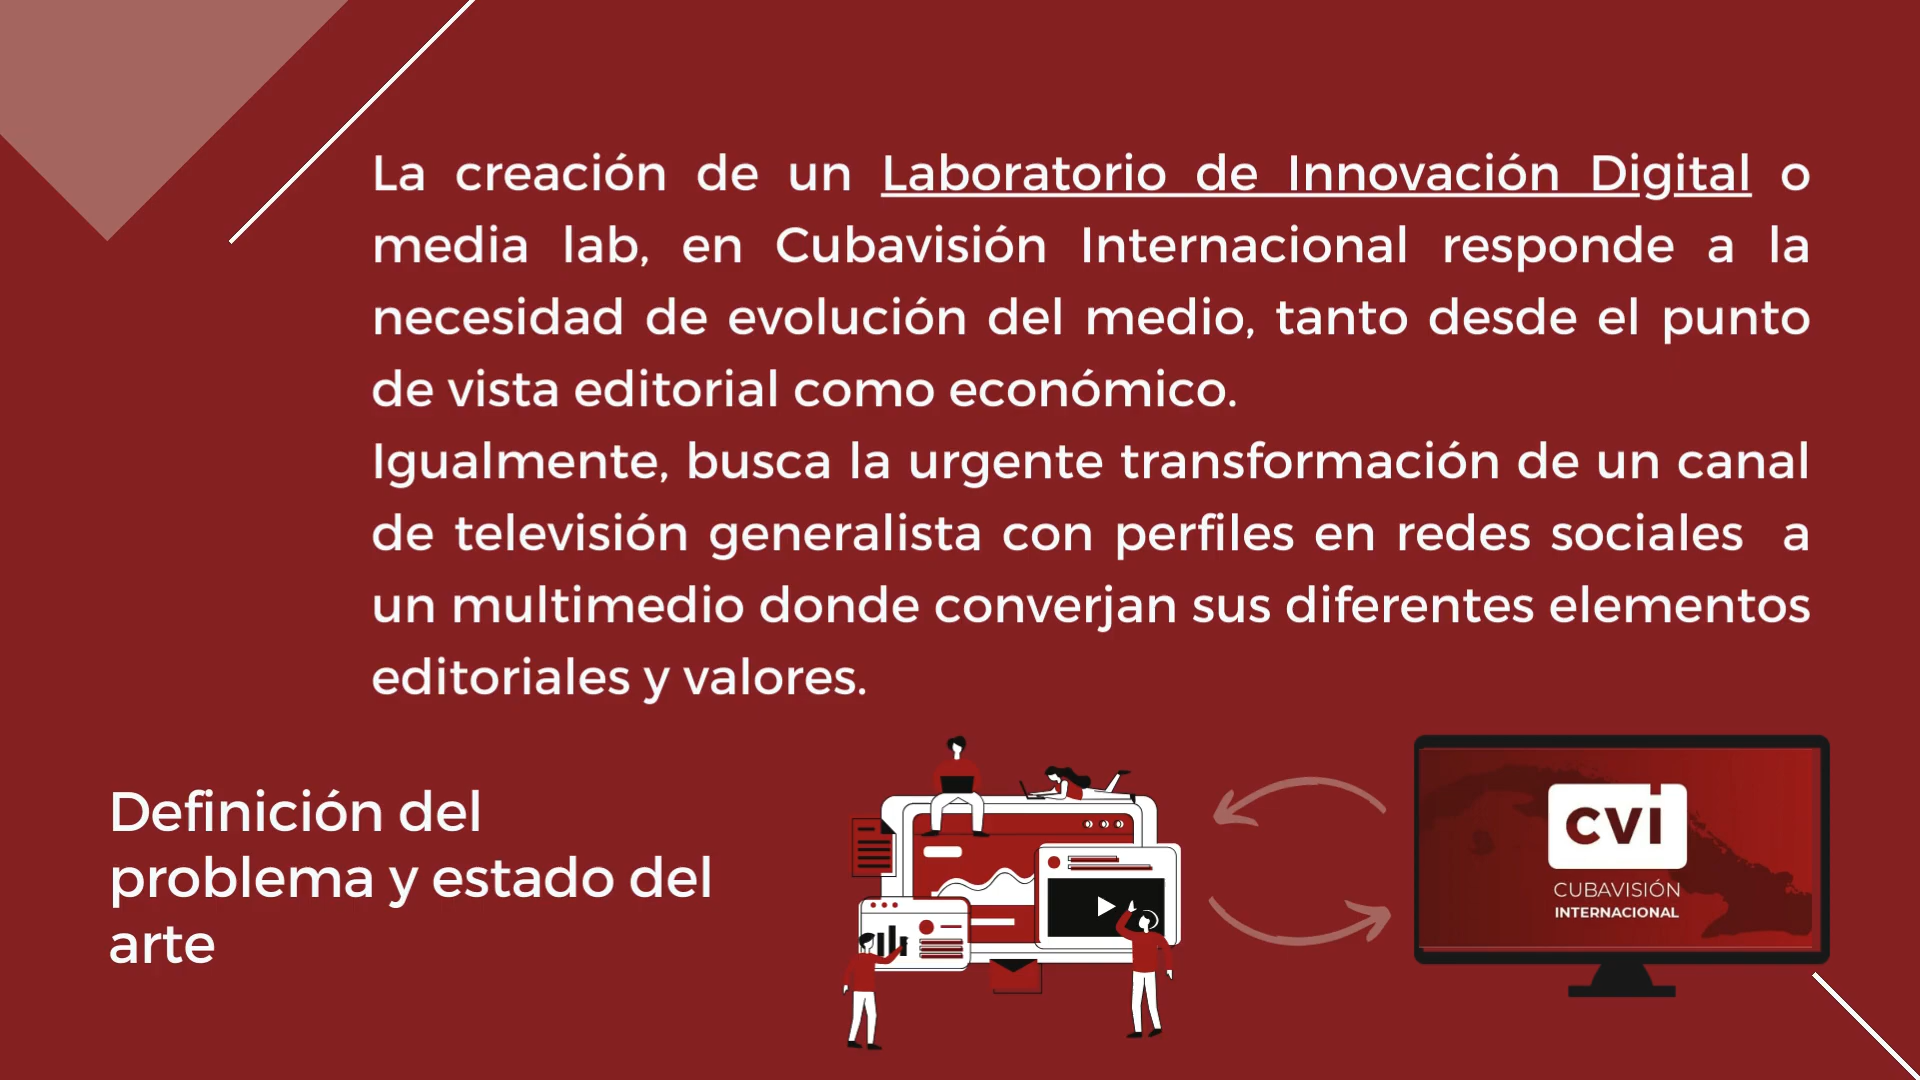 La creación de un Laboratorio de Innovación Digital o
media lab, en Cubavisión Internacional responde a la
necesidad de evolución del medio, tanto desde el punto
de vista editorial como económico.
Igualmente, busca la urgente transformación de un canal
de televisión generalista con perfiles en redes sociales a
un multimedio donde converjan sus diferentes elementos
editoriales y valores.
Definición del
problema y estado del
arte
cvi
CUBAVISIÓN
INTERNACIONAL